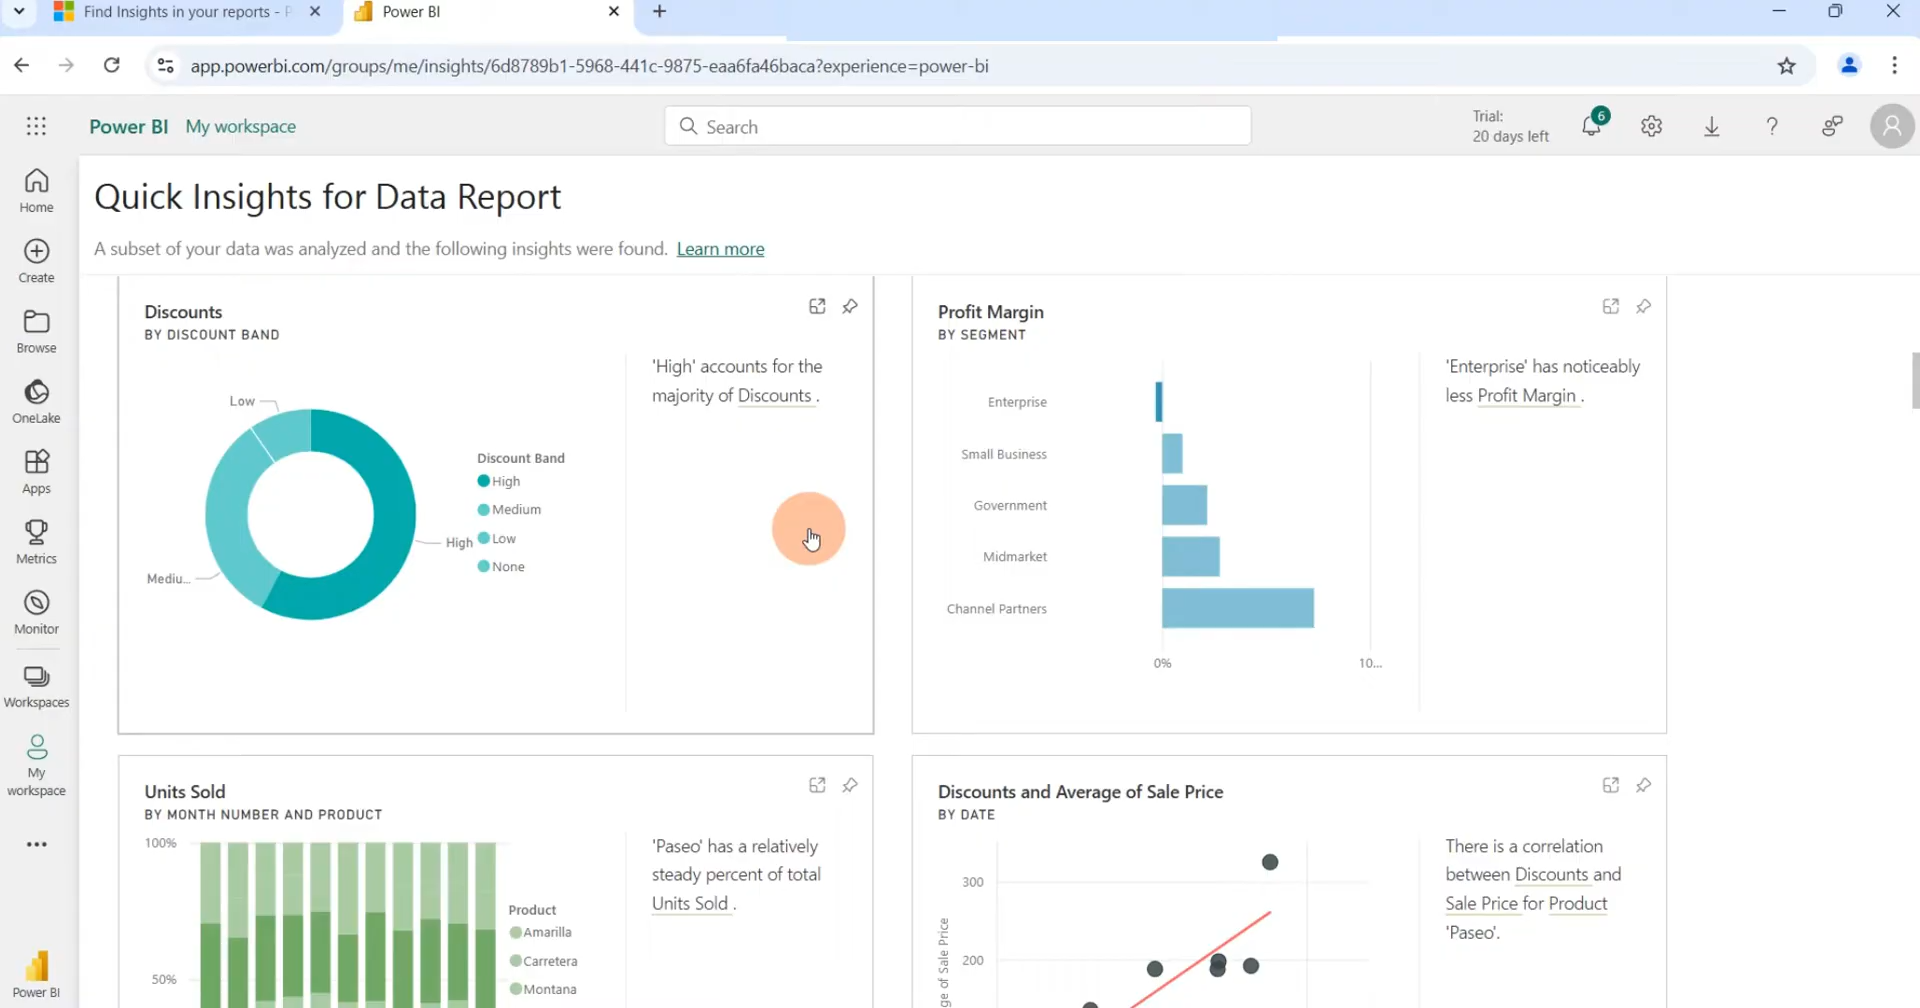 Find Insights in your reports - P
Power BI
app.powerbi.com/groups/me/insights/6d8789b1-5968-441c-9875-eaa6fa46baca?experience=power-bi
Power BI My workspace
Search
Trial:
20 days left
6
Home
Create
Browse
OneLake
Apps
Metrics
Monitor
Workspaces
My
workspace
Power BI
Quick Insights for Data Report
A subset of your data was analyzed and the following insights were found. Learn more
Discounts
BY DISCOUNT BAND
Low
Mediu...
High
Discount Band
High
Medium
Low
None
'High' accounts for the
majority of Discounts .
Profit Margin
BY SEGMENT
Enterprise
Small Business
Government
Midmarket
Channel Partners
0% 10...
'Enterprise' has noticeably
less Profit Margin .
Units Sold
BY MONTH NUMBER AND PRODUCT
100%
50%
Product
Amarilla
Carretera
Montana
'Paseo' has a relatively
steady percent of total
Units Sold .
Discounts and Average of Sale Price
BY DATE
300
200
ge of Sale Price
There is a correlation
between Discounts and
Sale Price for Product
'Paseo'.